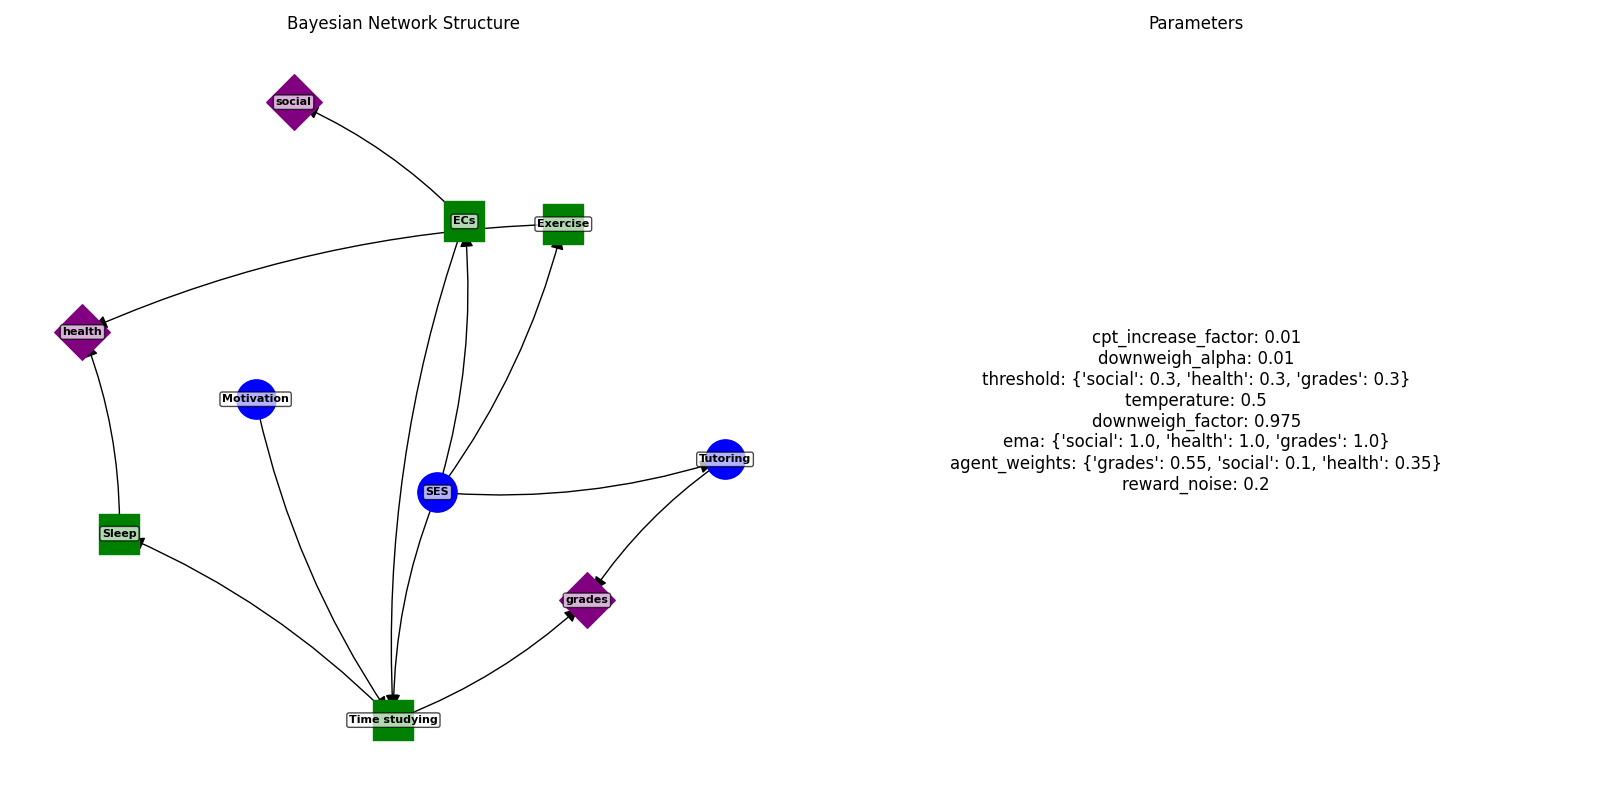 Bayesian Network Structure
Parameters
social
ECs
Exercise
health
Motivation
Tutoring
SES
Sleep
grades
Time studying
cpt_increase_factor: 0.01
downweigh_alpha: 0.01
threshold: {'social': 0.3, 'health': 0.3, 'grades': 0.3}
temperature: 0.5
downweigh_factor: 0.975
ema: {'social': 1.0, 'health': 1.0, 'grades': 1.0}
agent_weights: {'grades': 0.55, 'social': 0.1, 'health': 0.35}
reward_noise: 0.2